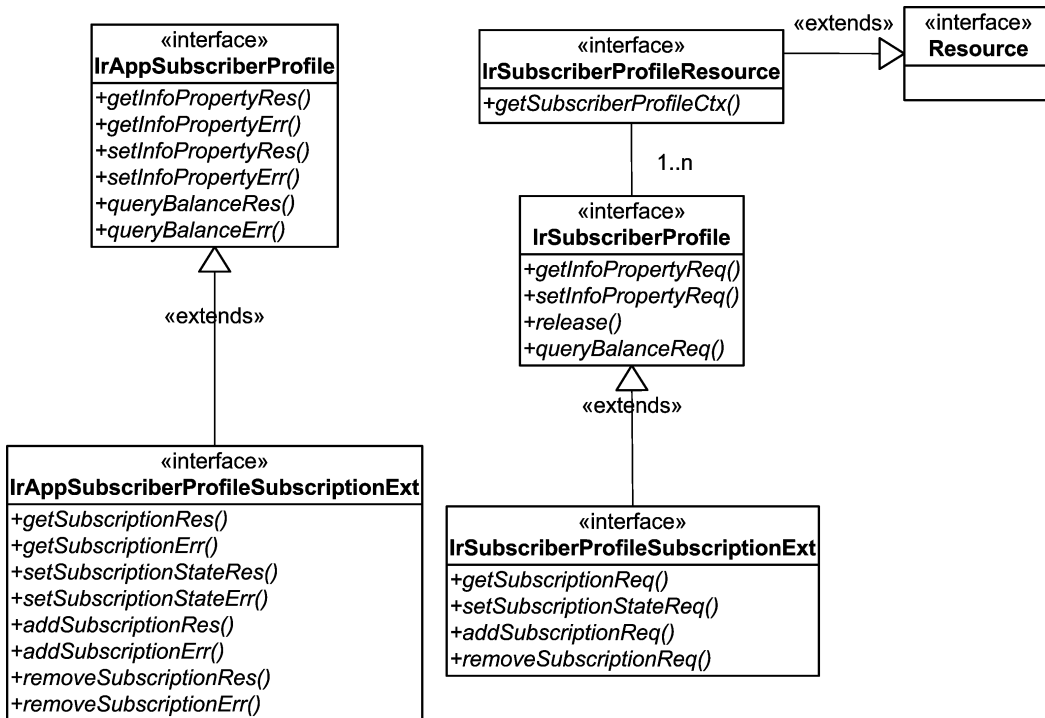 «interface»
IrAppSubscriberProfile
+getInfoPropertyRes()
+getInfoPropertyErr()
+setInfoPropertyRes()
+setInfoPropertyErr()
+queryBalanceRes()
+queryBalanceErr()
«extends»
«interface»
IrAppSubscriberProfileSubscriptionExt
+getSubscriptionRes()
+getSubscriptionErr()
+setSubscriptionStateRes()
+setSubscriptionStateErr()
+addSubscriptionRes()
+addSubscriptionErr()
+removeSubscriptionRes()
+removeSubscriptionErr()
«interface»
IrSubscriberProfileResource
+getSubscriberProfileCtx()
«extends»
«interface»
Resource
1..n
«interface»
IrSubscriberProfile
+getInfoPropertyReq()
+setInfoPropertyReq()
+release()
+queryBalanceReq()
«extends»
«interface»
IrSubscriberProfileSubscriptionExt
+getSubscriptionReq()
+setSubscriptionStateReq()
+addSubscriptionReq()
+removeSubscriptionReq()